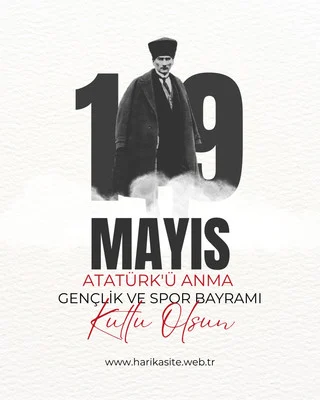 19
MAYIS
ATATÜRK'Ü ANMA
GENÇLİK VE SPOR BAYRAMI
Kutlu Olsun
www.harikasite.web.tr